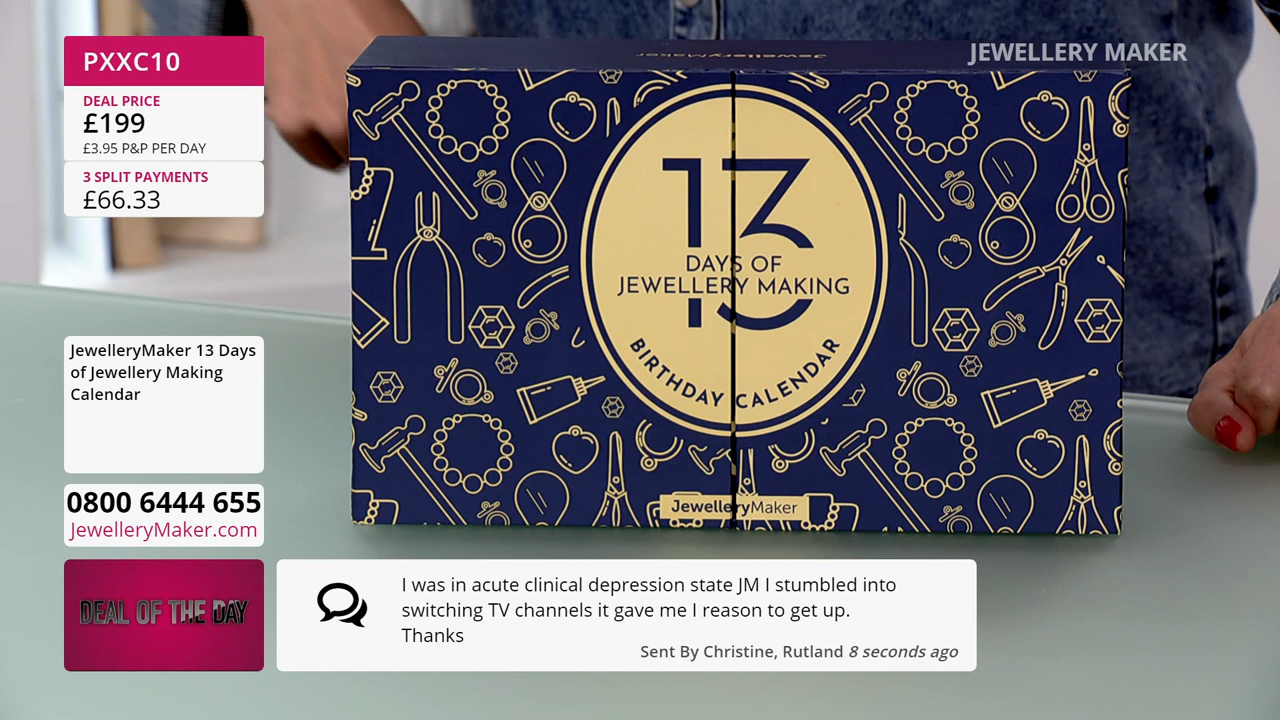 PXXC10
DEAL PRICE
£199
£3.95 P&P PER DAY
3 SPLIT PAYMENTS
£66.33
JewelleryMaker 13 Days
of Jewellery Making
Calendar
0800 6444 655
JewelleryMaker.com
DEAL OF THE DAY
JewelleryMaker
JEWELLERY MAKER
13
DAYS OF
JEWELLERY MAKING
BIRTHDAY CALENDAR
JewelleryMaker
I was in acute clinical depression state JM I stumbled into
switching TV channels it gave me I reason to get up.
Thanks
Sent By Christine, Rutland 8 seconds ago